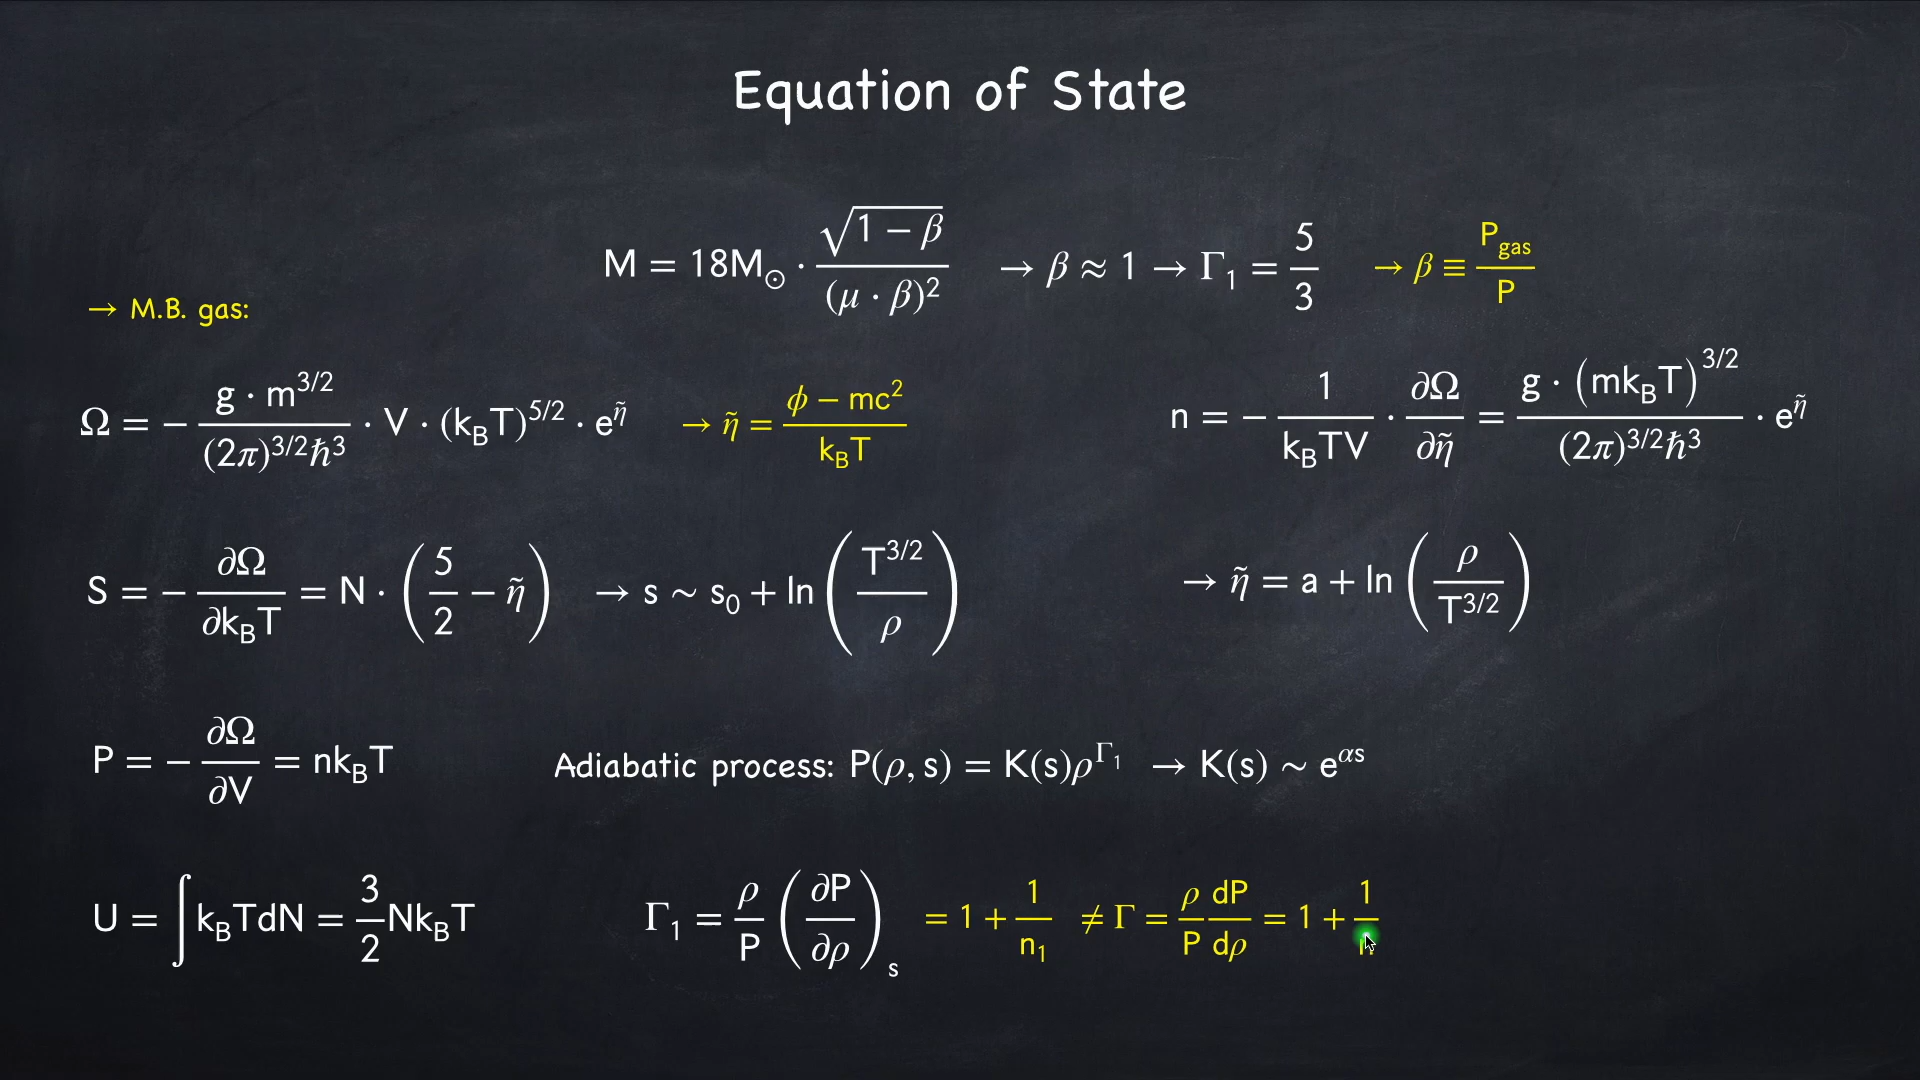 Equation of State
M = 18M⊙ · √(1 − β) / (μ · β)² → β ≈ 1 → Γ₁ = 5/3 → β ≡ P_gas / P
→ M.B. gas:
Ω = − g · m^{3/2} / ((2π)^{3/2}ℏ³) · V · (k_BT)^{5/2} · e^{η̃} → η̃ = (ϕ − mc²) / k_BT
n = − 1/(k_BTV) · ∂Ω/∂η̃ = g · (mk_BT)^{3/2} / ((2π)^{3/2}ℏ³) · e^{η̃}
S = − ∂Ω/∂k_BT = N · (5/2 − η̃) → s ∼ s₀ + ln(T^{3/2}/ρ)
→ η̃ = a + ln(ρ/T^{3/2})
P = − ∂Ω/∂V = nk_BT
Adiabatic process: P(ρ, s) = K(s)ρ^{Γ₁} → K(s) ∼ e^{αs}
U = ∫ k_BTdN = 3/2 Nk_BT
Γ₁ = ρ/P (∂P/∂ρ)_s = 1 + 1/n₁ ≠ Γ = ρ/P dP/dρ = 1 + 1/n